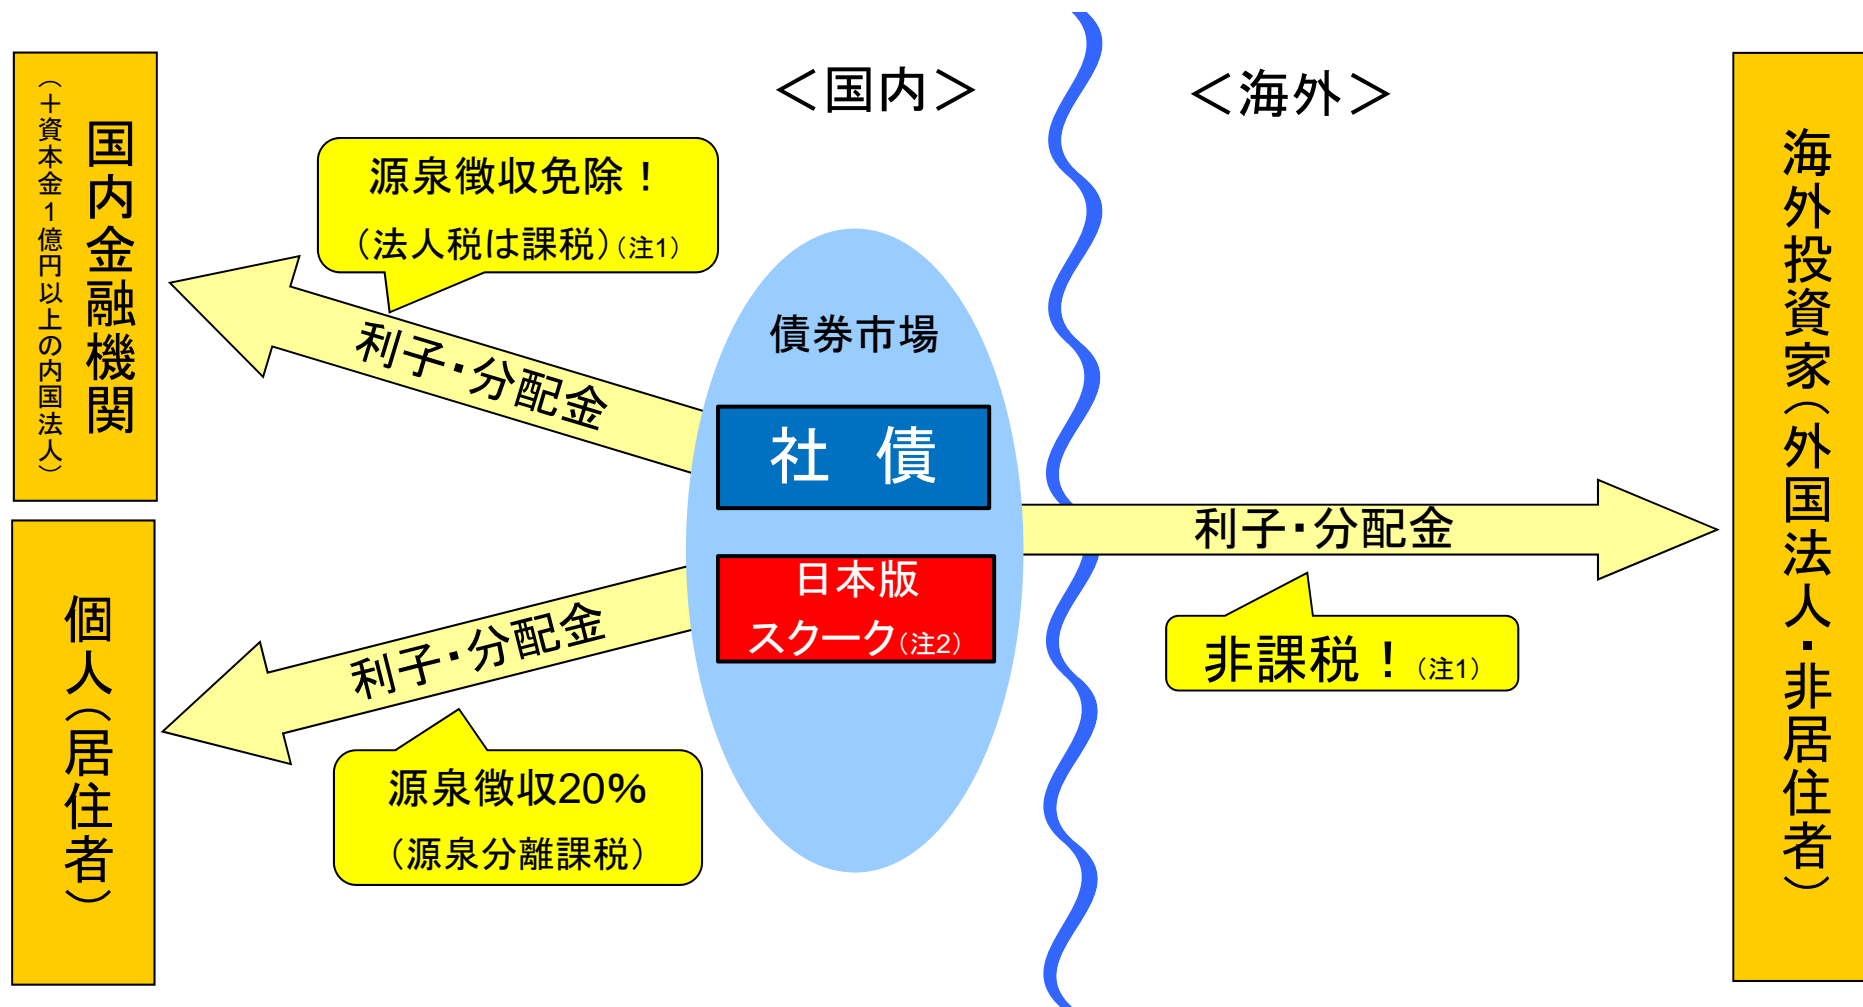 ＜国内＞
＜海外＞
国内金融機関
（＋資本金１億円以上の内国法人）
源泉徴収免除！
（法人税は課税）（注1）
利子・分配金
債券市場
社　債
日本版
スクーク（注2）
利子・分配金
非課税！（注1）
海外投資家（外国法人・非居住者）
個人（居住者）
利子・分配金
源泉徴収20%
（源泉分離課税）